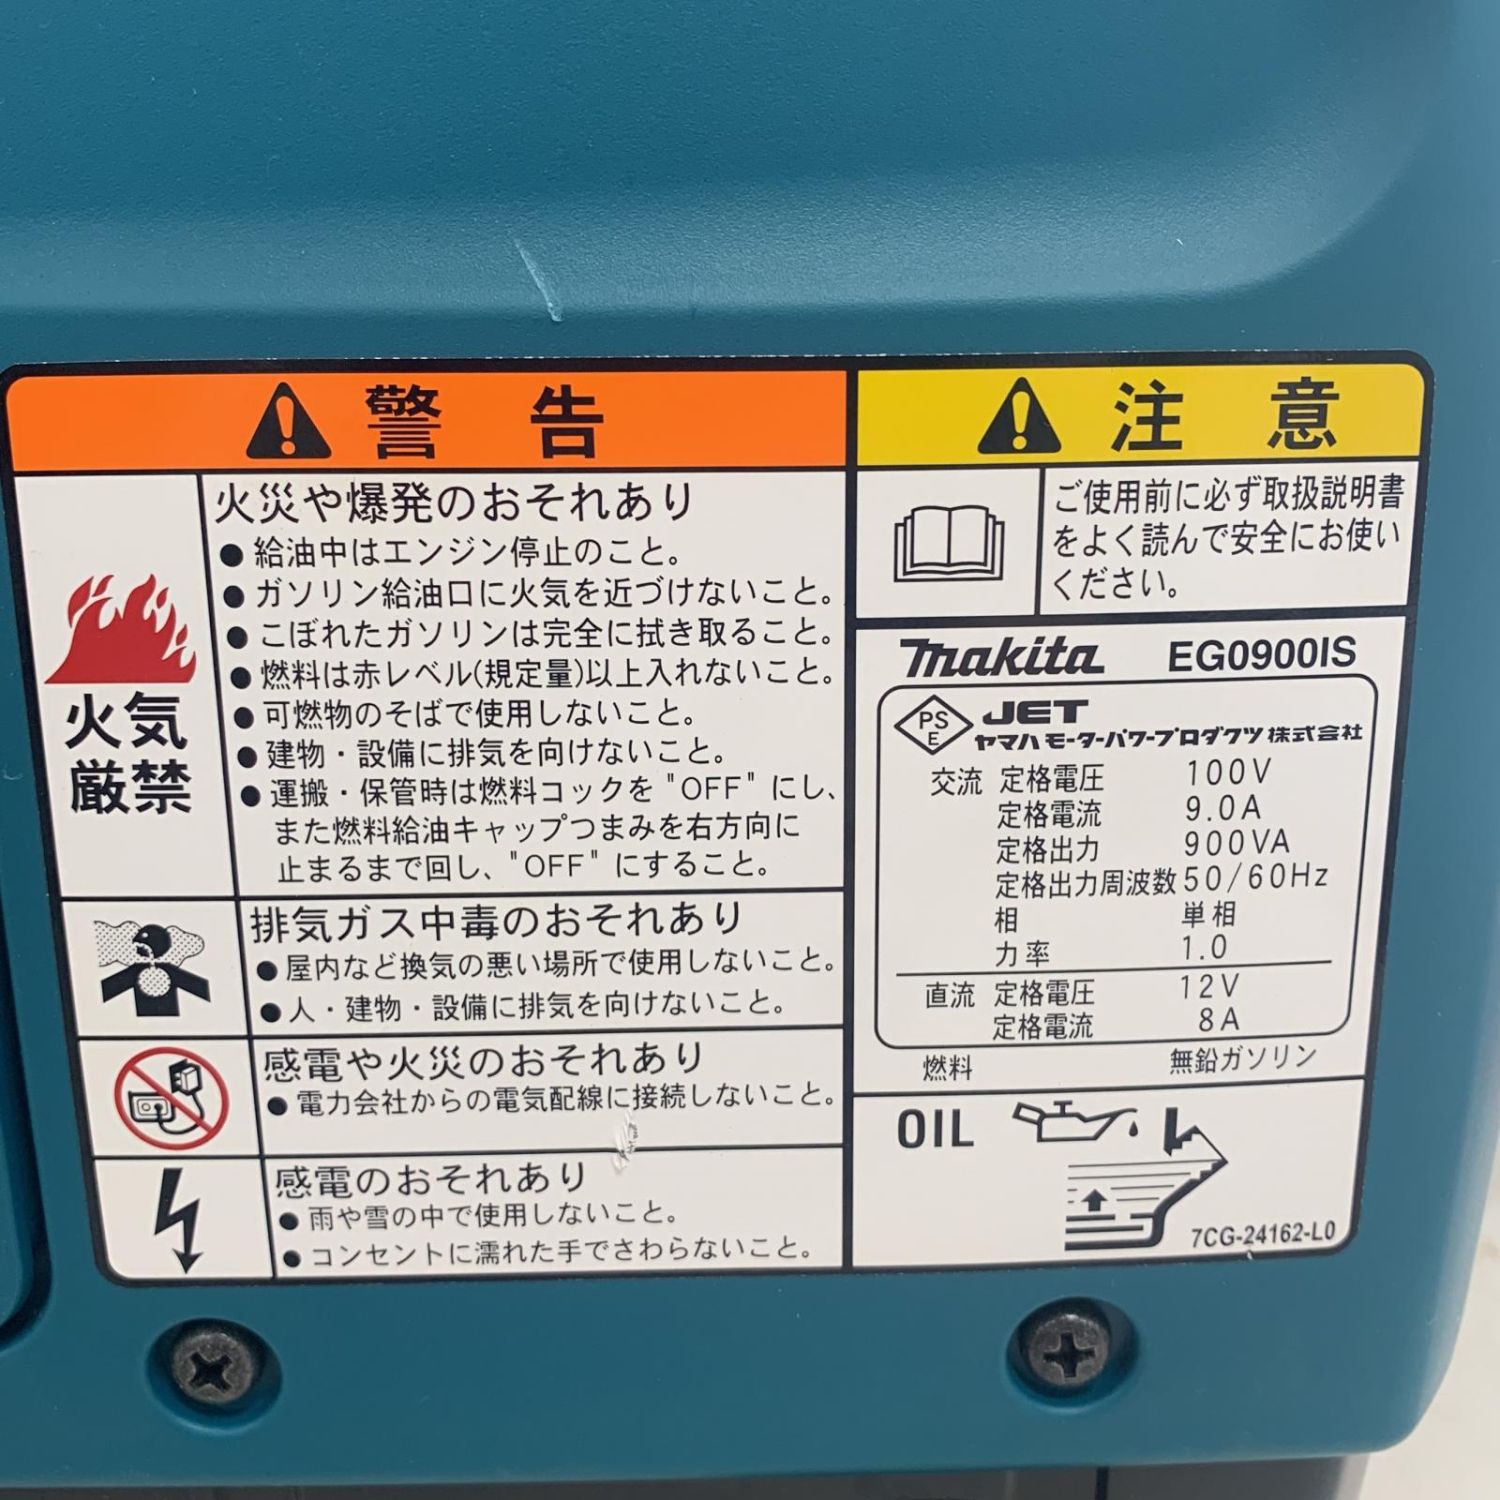 警告
火気
厳禁
火災や爆発のおそれあり
●給油中はエンジン停止のこと。
●ガソリン給油口に火気を近づけないこと。
●こぼれたガソリンは完全に拭き取ること。
●燃料は赤レベル(規定量)以上入れないこと。
●可燃物のそばで使用しないこと。
●建物・設備に排気を向けないこと。
●運搬・保管時は燃料コックを"OFF"にし、
また燃料給油キャップつまみを右方向に
止まるまで回し、"OFF"にすること。
排気ガス中毒のおそれあり
●屋内など換気の悪い場所で使用しないこと。
●人・建物・設備に排気を向けないこと。
感電や火災のおそれあり
●電力会社からの電気配線に接続しないこと。
感電のおそれあり
●雨や雪の中で使用しないこと。
●コンセントに濡れた手でさわらないこと。
注意
ご使用前に必ず取扱説明書
をよく読んで安全にお使い
ください。
makita EG0900IS
PS
E
JET
ヤマハモーターパワープロダクツ株式会社
交流 定格電圧 100V
定格電流 9.0A
定格出力 900VA
定格出力周波数 50/60Hz
相 単相
力率 1.0
直流 定格電圧 12V
定格電流 8A
燃料 無鉛ガソリン
OIL
7CG-24162-L0